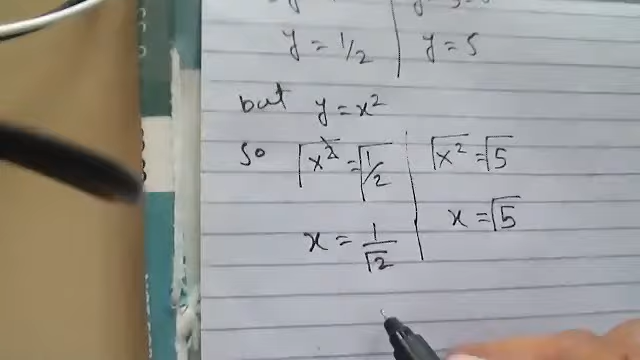 y = 1/2 y = 5
but y = x²
so √x² = √1/2 √x² = √5
x = 1/√2 x = √5